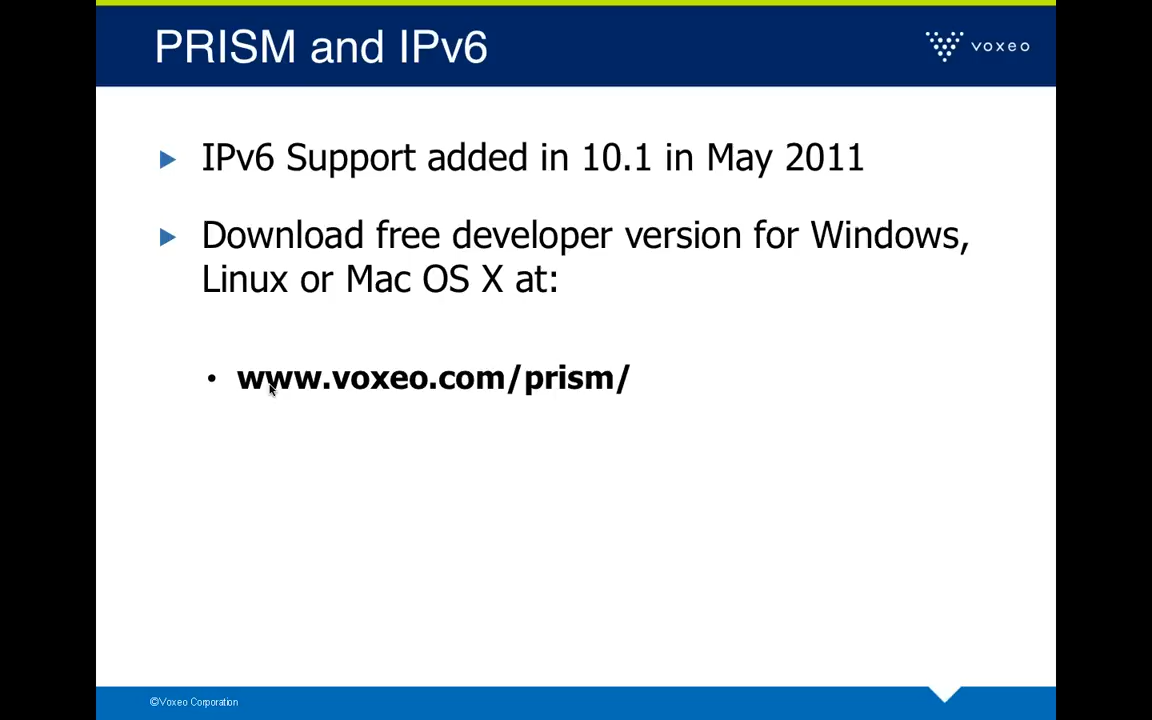 PRISM and IPv6
voxeo
IPv6 Support added in 10.1 in May 2011
Download free developer version for Windows,
Linux or Mac OS X at:
• www.voxeo.com/prism/
©Voxeo Corporation